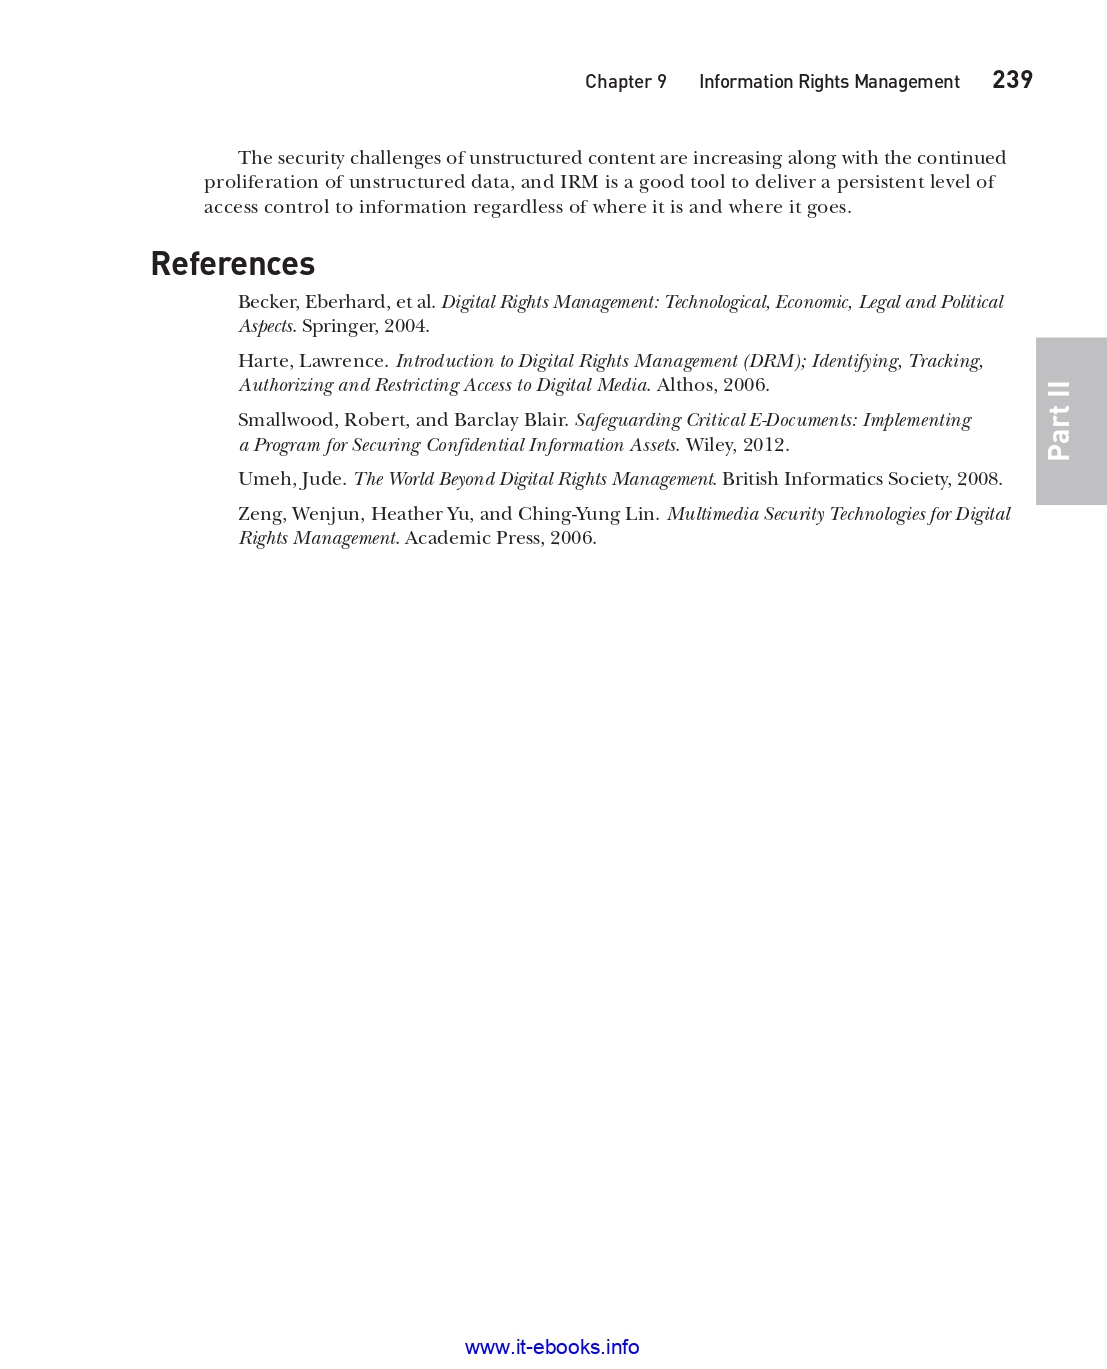 Chapter 9 Information Rights Management 239
The security challenges of unstructured content are increasing along with the continued
proliferation of unstructured data, and IRM is a good tool to deliver a persistent level of
access control to information regardless of where it is and where it goes.
References
Becker, Eberhard, et al. Digital Rights Management: Technological, Economic, Legal and Political
Aspects. Springer, 2004.
Harte, Lawrence. Introduction to Digital Rights Management (DRM); Identifying, Tracking,
Authorizing and Restricting Access to Digital Media. Althos, 2006.
Smallwood, Robert, and Barclay Blair. Safeguarding Critical E-Documents: Implementing
a Program for Securing Confidential Information Assets. Wiley, 2012.
Umeh, Jude. The World Beyond Digital Rights Management. British Informatics Society, 2008.
Zeng, Wenjun, Heather Yu, and Ching-Yung Lin. Multimedia Security Technologies for Digital
Rights Management. Academic Press, 2006.
Part II
www.it-ebooks.info